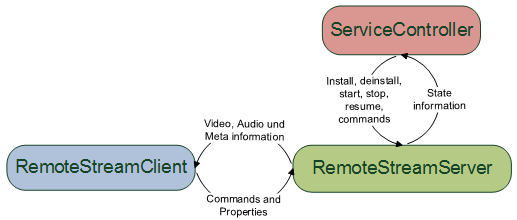 ServiceController
Install, deinstall,
start, stop,
resume,
commands
State
information
Video, Audio und
Meta information
RemoteStreamClient
RemoteStreamServer
Commands and
Properties